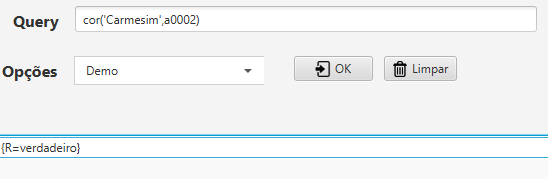 Query cor('Carmesim',a0002)
Opções Demo OK Limpar
{R=verdadeiro}